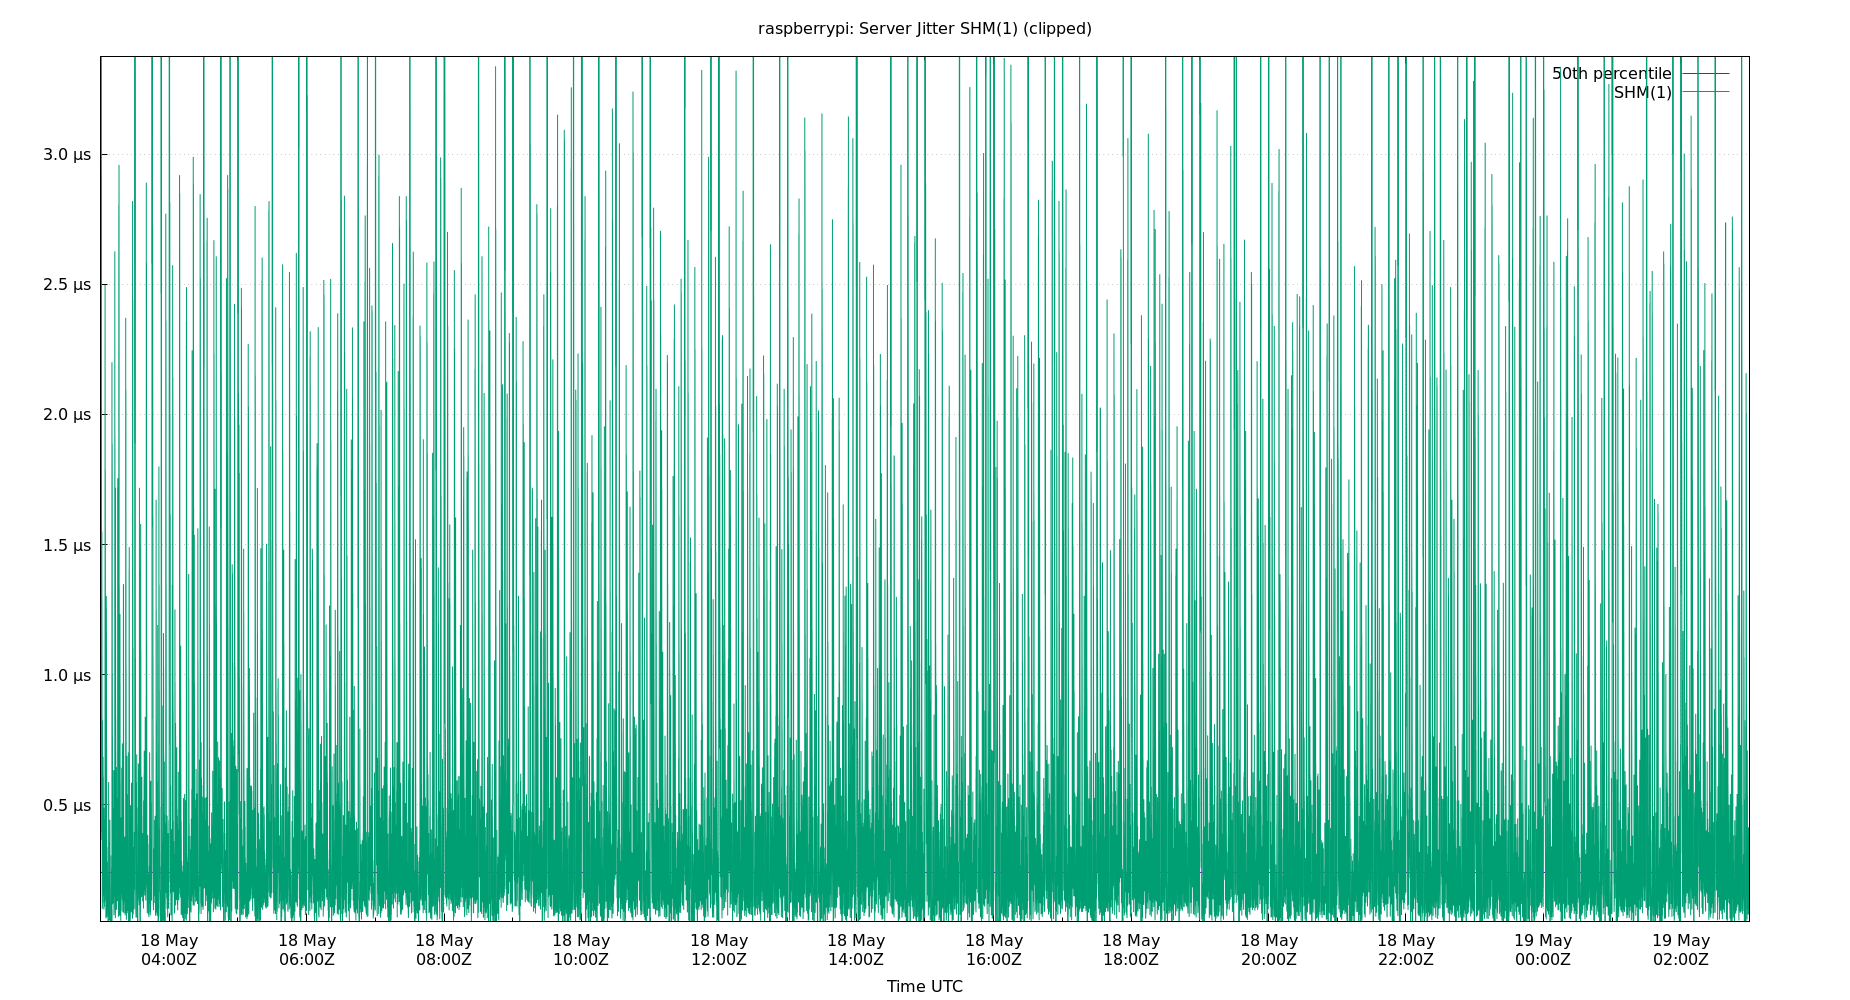 raspberrypi: Server Jitter SHM(1) (clipped)
50th percentile
SHM(1)
3.0 µs
2.5 µs
2.0 µs
1.5 µs
1.0 µs
0.5 µs
18 May 18 May 18 May 18 May 18 May 18 May 18 May 18 May 18 May 18 May 19 May 19 May
04:00Z 06:00Z 08:00Z 10:00Z 12:00Z 14:00Z 16:00Z 18:00Z 20:00Z 22:00Z 00:00Z 02:00Z
Time UTC